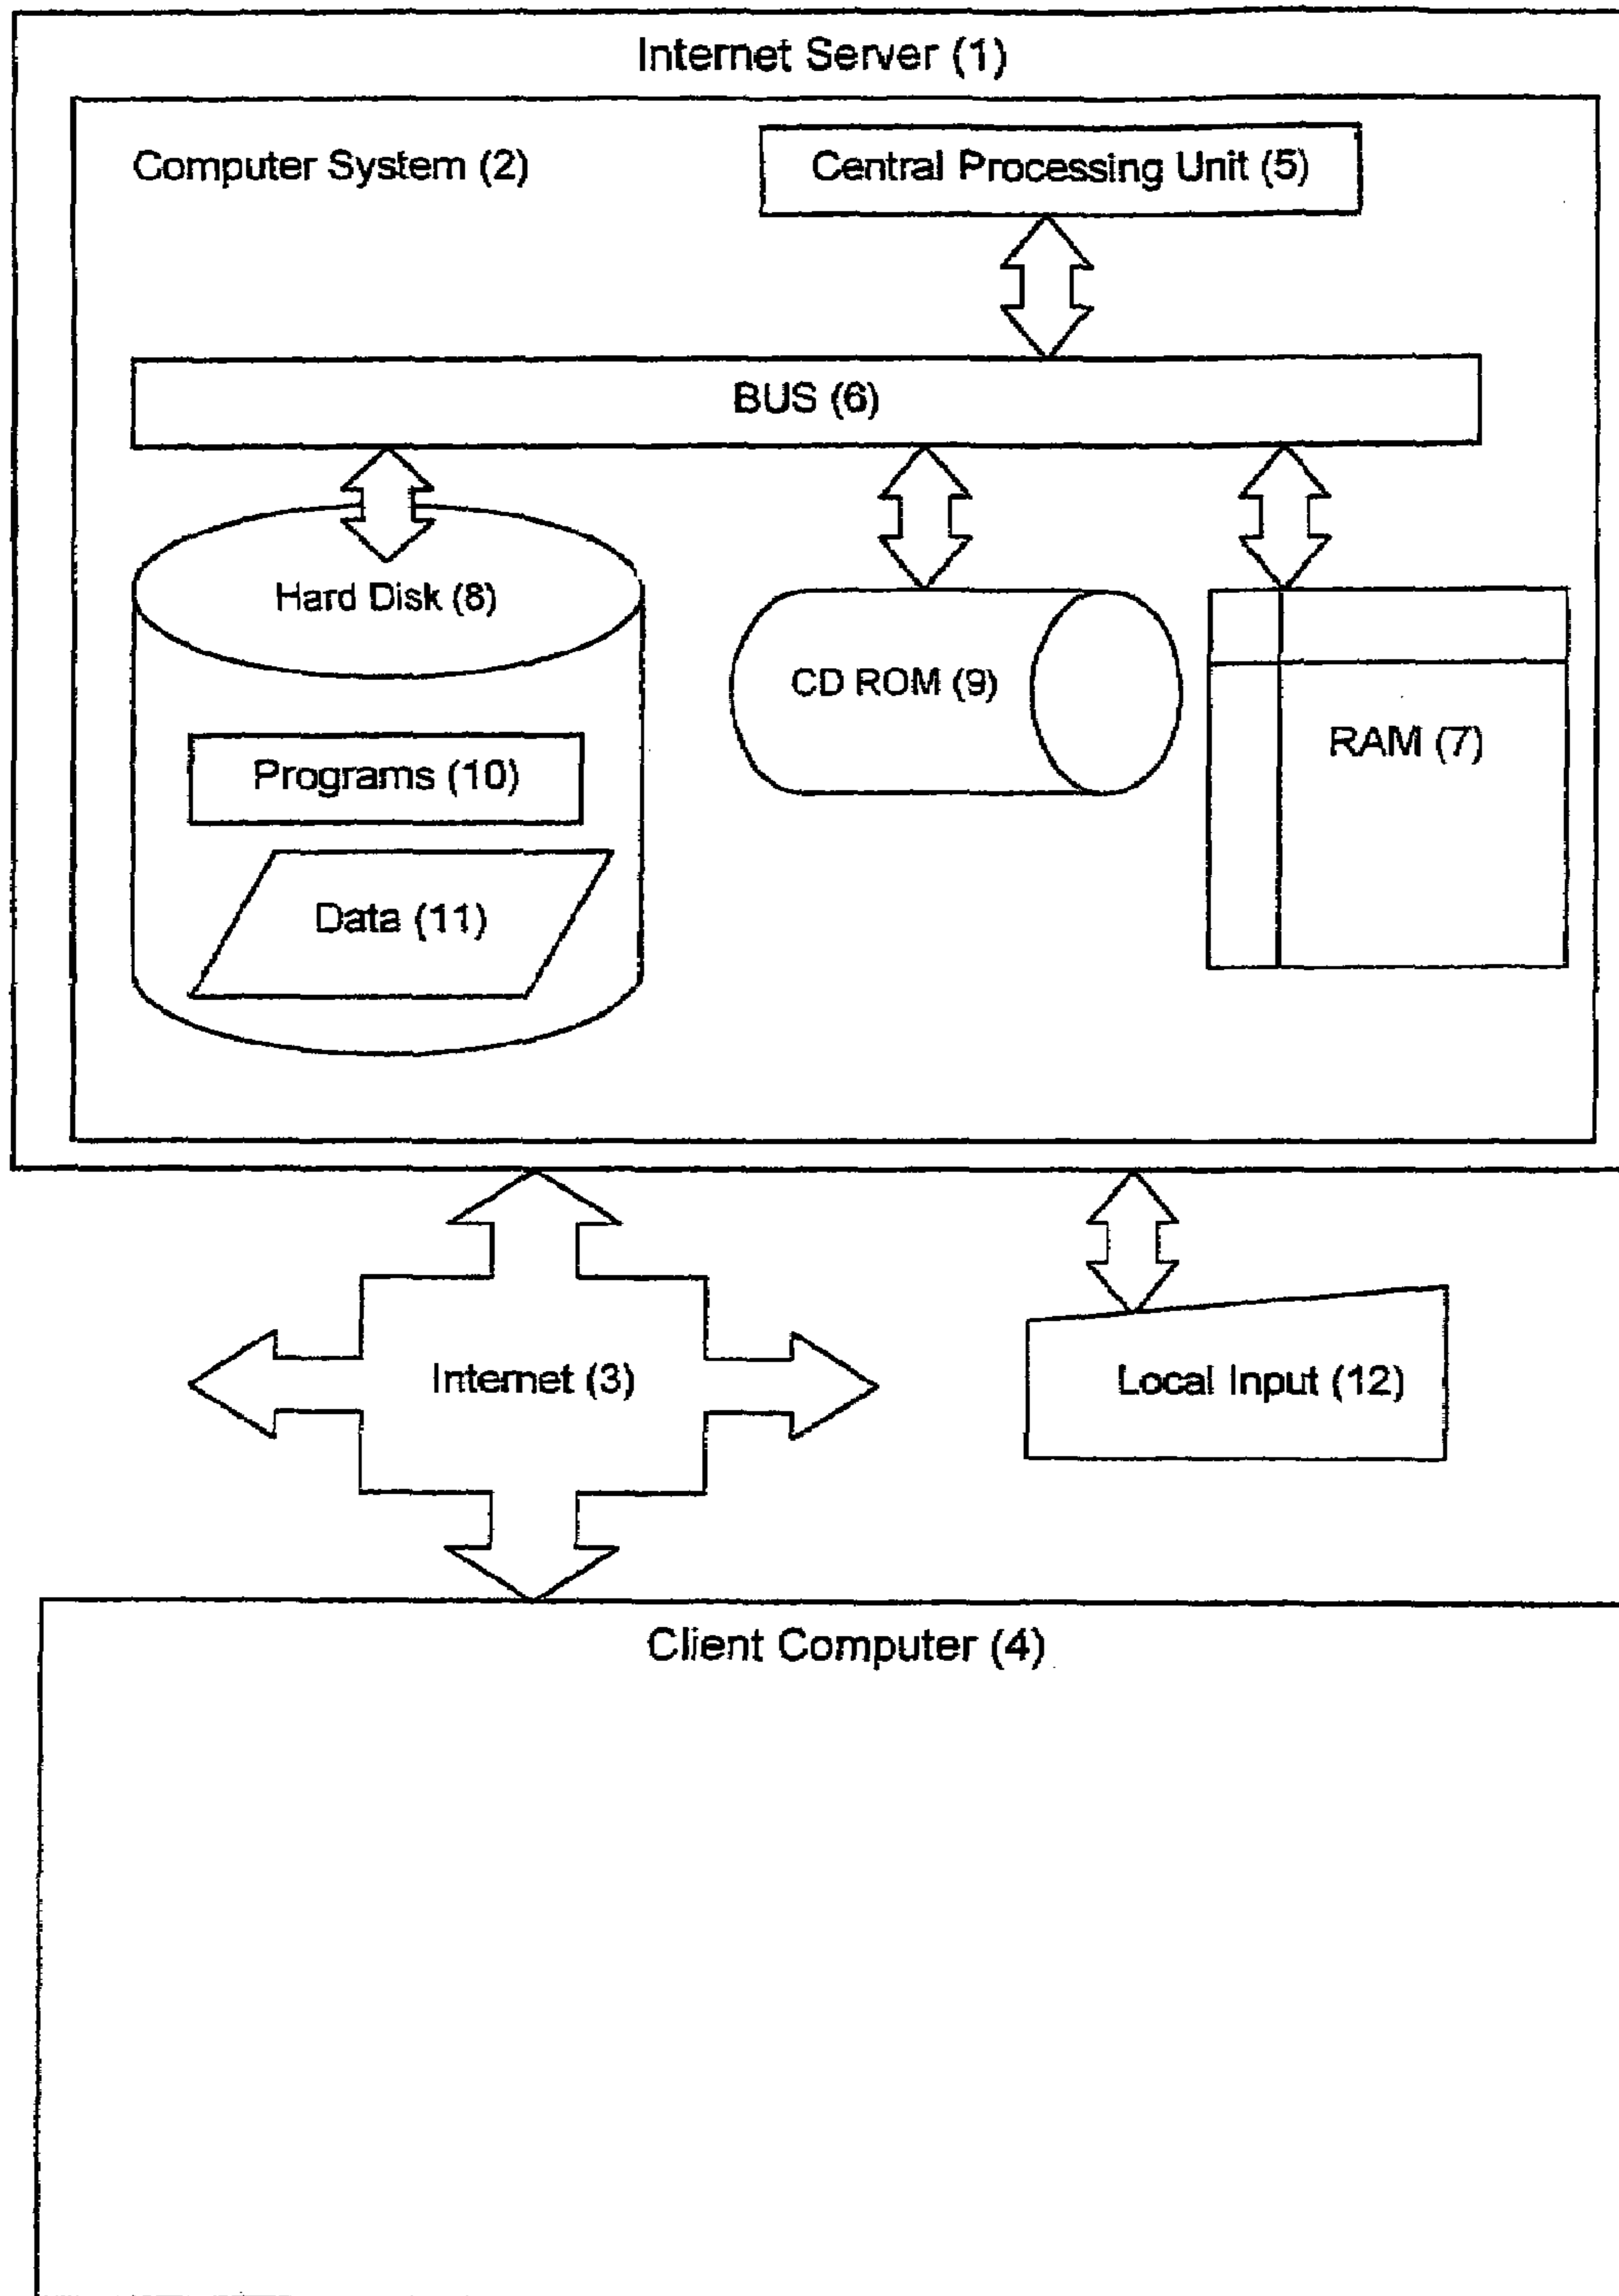 Internet Server (1)
Computer System (2)
Central Processing Unit (5)
BUS (6)
Hard Disk (8)
CD ROM (9)
RAM (7)
Programs (10)
Data (11)
Internet (3)
Local Input (12)
Client Computer (4)